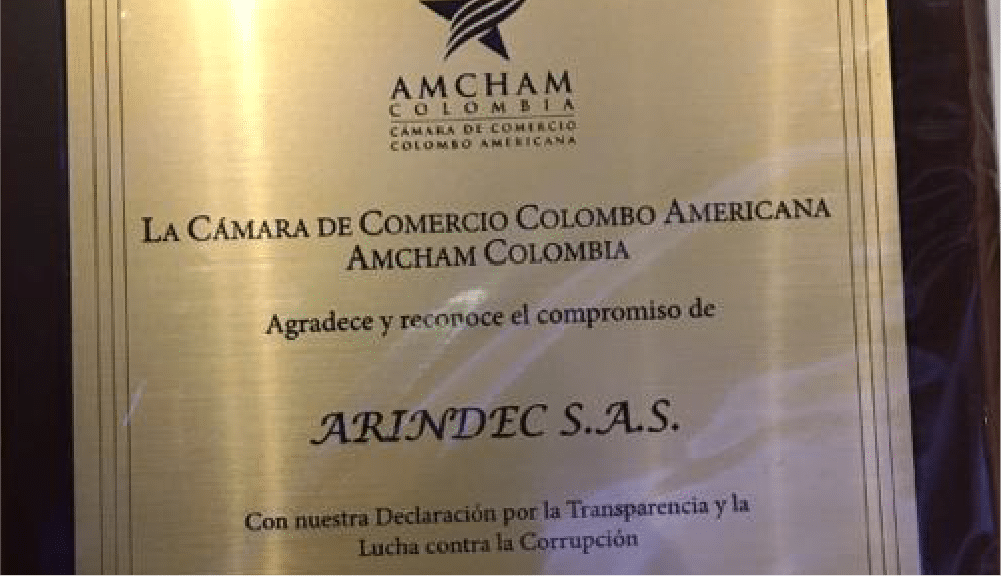 AMCHAM
COLOMBIA
CÁMARA DE COMERCIO
COLOMBO AMERICANA
LA CÁMARA DE COMERCIO COLOMBO AMERICANA
AMCHAM COLOMBIA
Agradece y reconoce el compromiso de
ARINDEC S.A.S.
Con nuestra Declaración por la Transparencia y la
Lucha contra la Corrupción